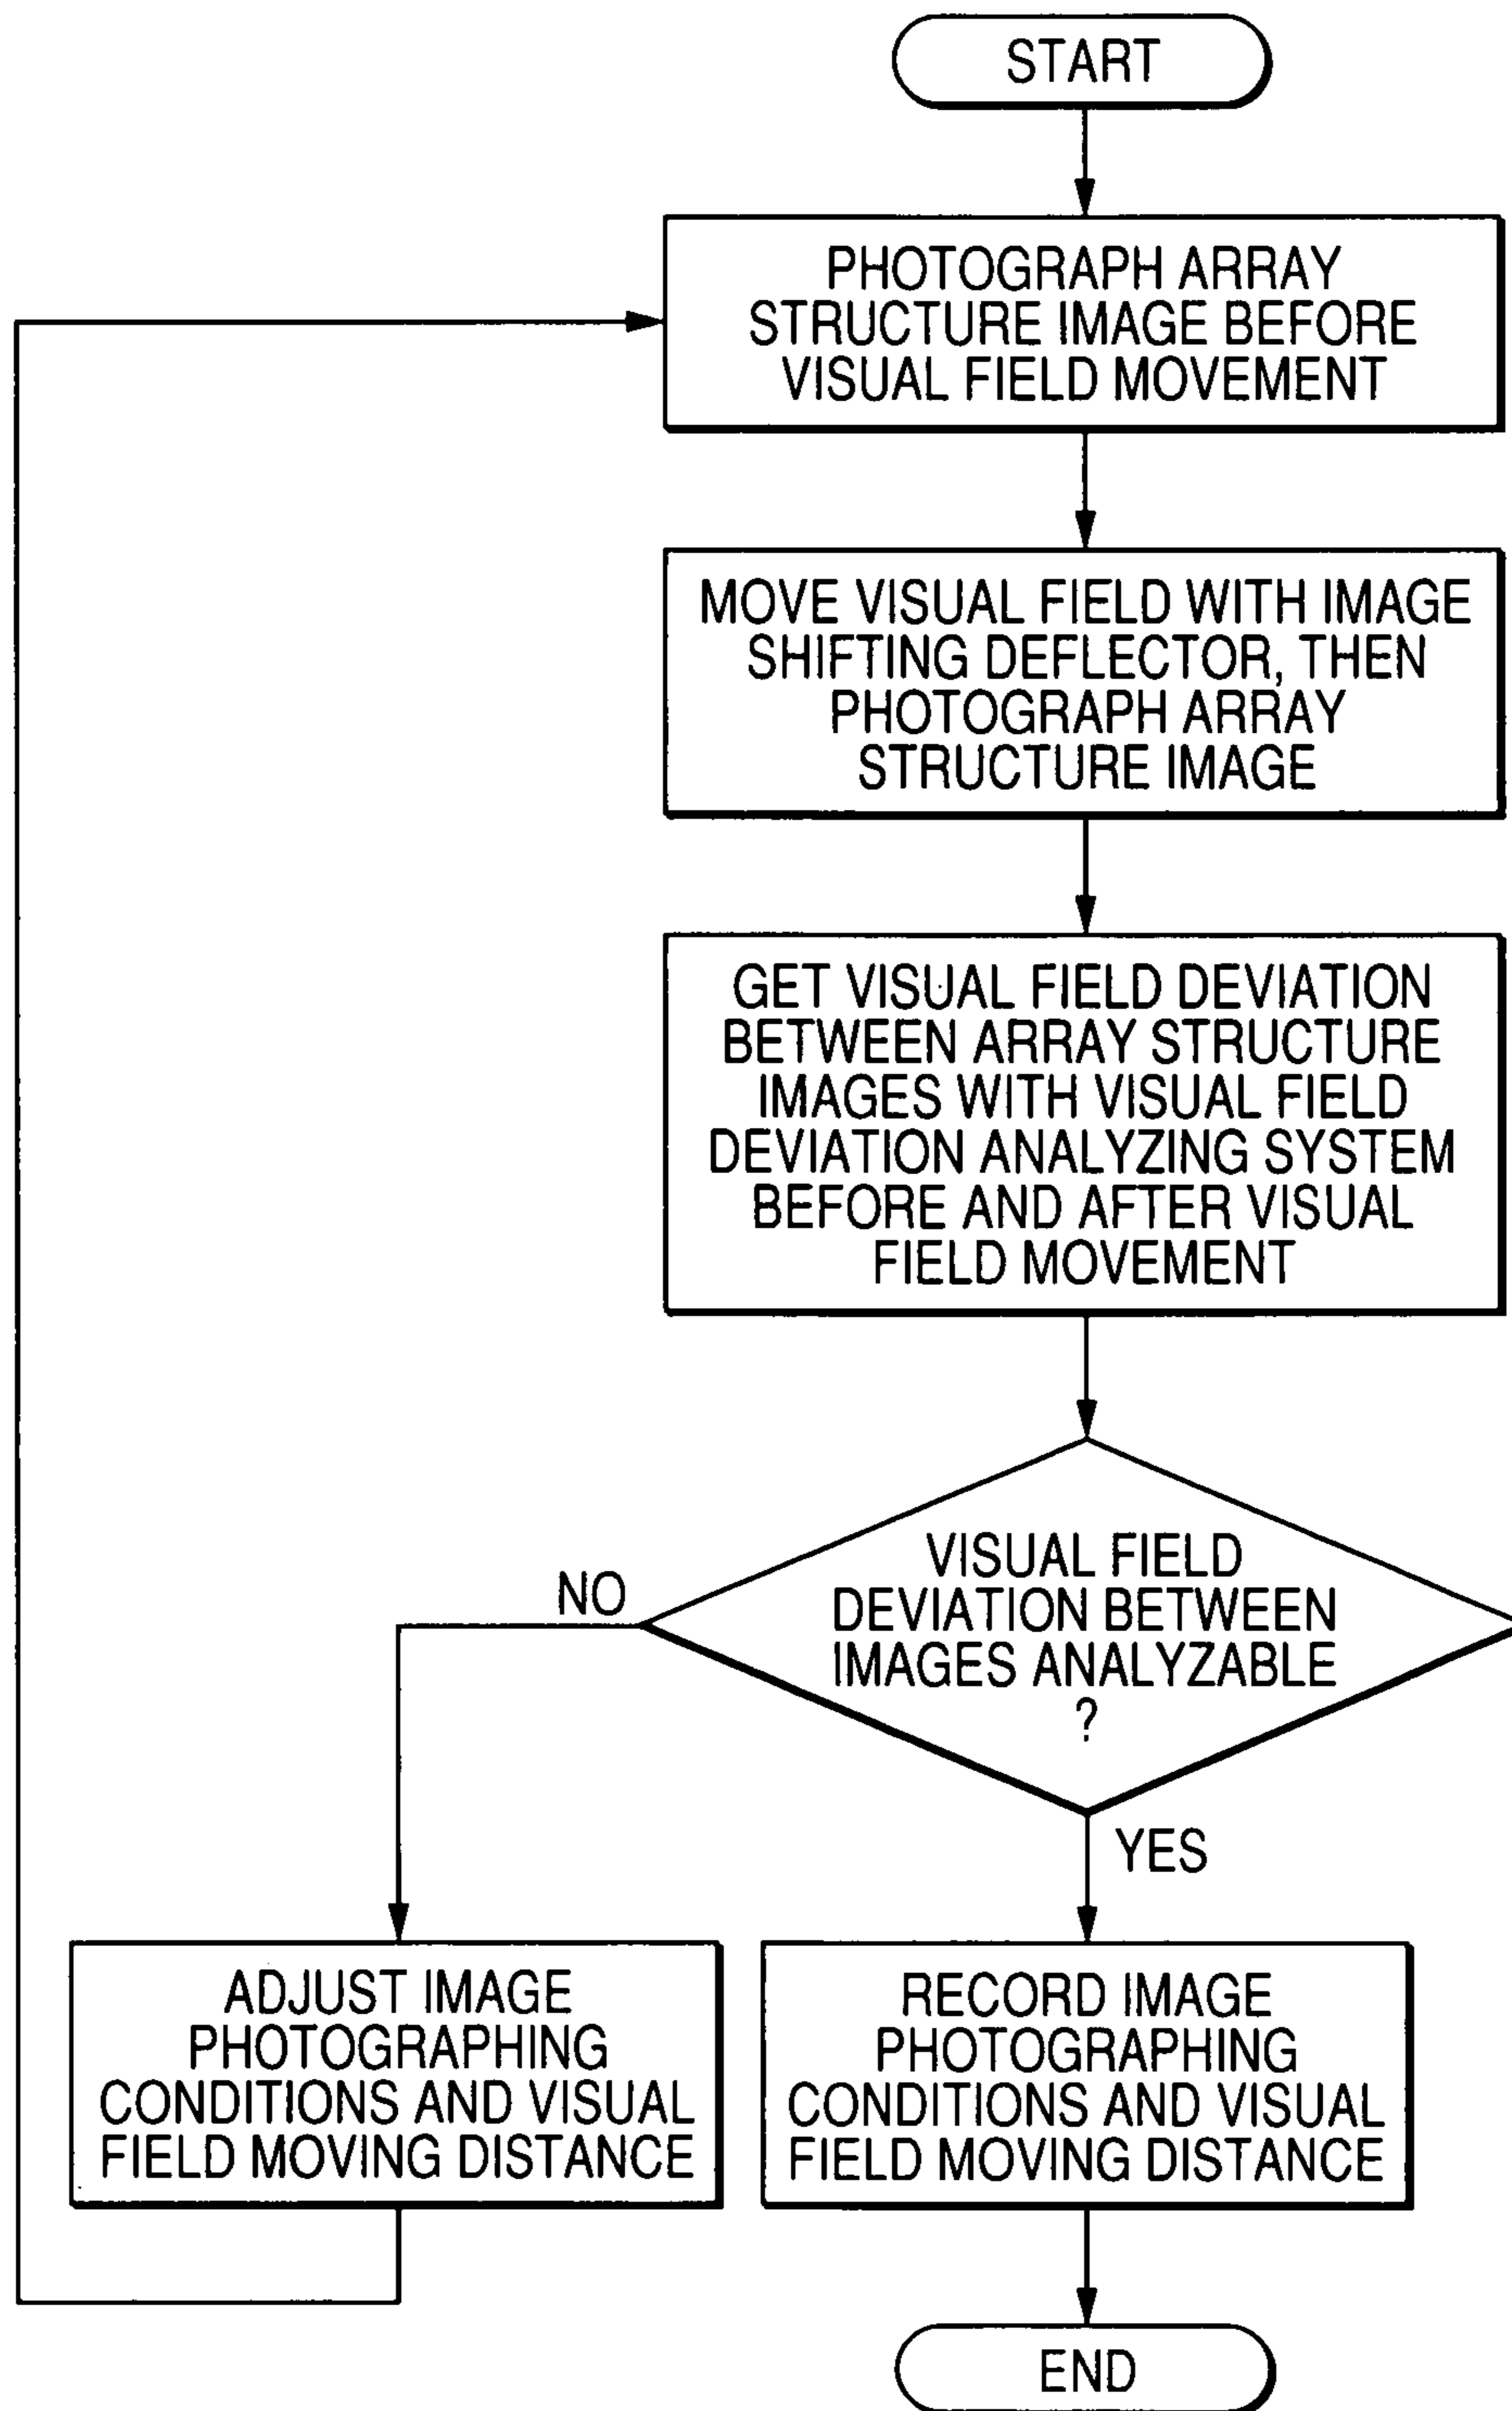 START
PHOTOGRAPH ARRAY
STRUCTURE IMAGE BEFORE
VISUAL FIELD MOVEMENT
MOVE VISUAL FIELD WITH IMAGE
SHIFTING DEFLECTOR, THEN
PHOTOGRAPH ARRAY
STRUCTURE IMAGE
GET VISUAL FIELD DEVIATION
BETWEEN ARRAY STRUCTURE
IMAGES WITH VISUAL FIELD
DEVIATION ANALYZING SYSTEM
BEFORE AND AFTER VISUAL
FIELD MOVEMENT
VISUAL FIELD
DEVIATION BETWEEN
IMAGES ANALYZABLE
?
NO
YES
ADJUST IMAGE
PHOTOGRAPHING
CONDITIONS AND VISUAL
FIELD MOVING DISTANCE
RECORD IMAGE
PHOTOGRAPHING
CONDITIONS AND VISUAL
FIELD MOVING DISTANCE
END